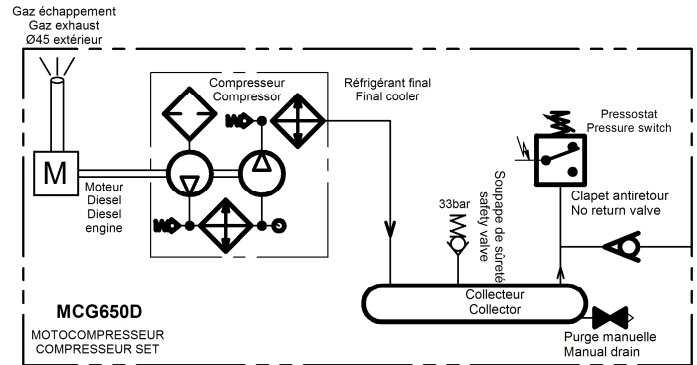 Gaz échappement
Gaz exhaust
Ø45 extérieur
Compresseur
Compressor
Réfrigérant final
Final cooler
M
Moteur
Diesel
Diesel
engine
33bar
Soupape de sûreté
safety valve
Pressostat
Pressure switch
Clapet antiretour
No return valve
Collecteur
Collector
Purge manuelle
Manual drain
MCG650D
MOTOCOMPRESSEUR
COMPRESSEUR SET